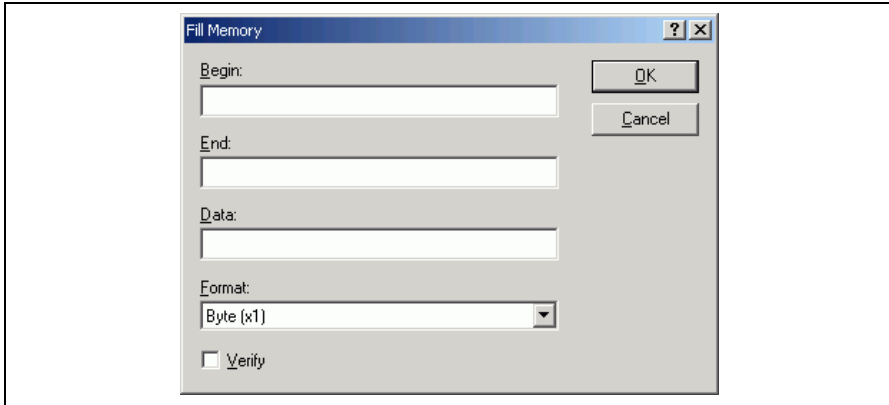 Fill Memory
Begin:
OK
Cancel
End:
Data:
Format:
Byte (x1)
Verify